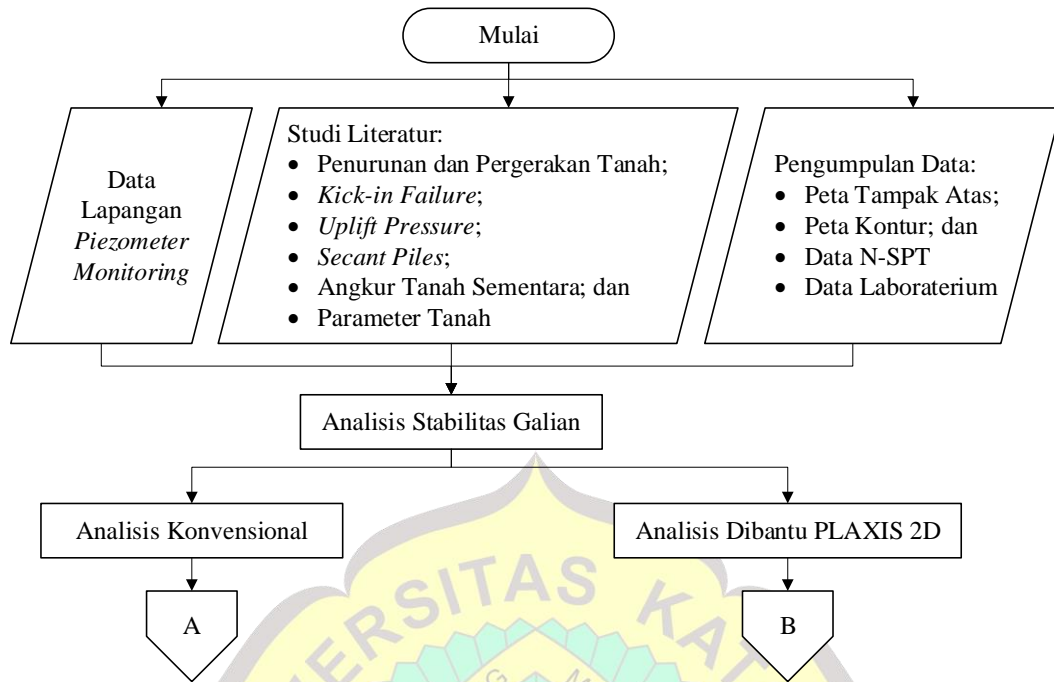 Mulai
Data
Lapangan
Piezometer
Monitoring
Studi Literatur:
• Penurunan dan Pergerakan Tanah;
• Kick-in Failure;
• Uplift Pressure;
• Secant Piles;
• Angkur Tanah Sementara; dan
• Parameter Tanah
Pengumpulan Data:
• Peta Tampak Atas;
• Peta Kontur; dan
• Data N-SPT
• Data Laboraterium
Analisis Stabilitas Galian
Analisis Konvensional
Analisis Dibantu PLAXIS 2D
A
B
ERSITAS KAT
G M